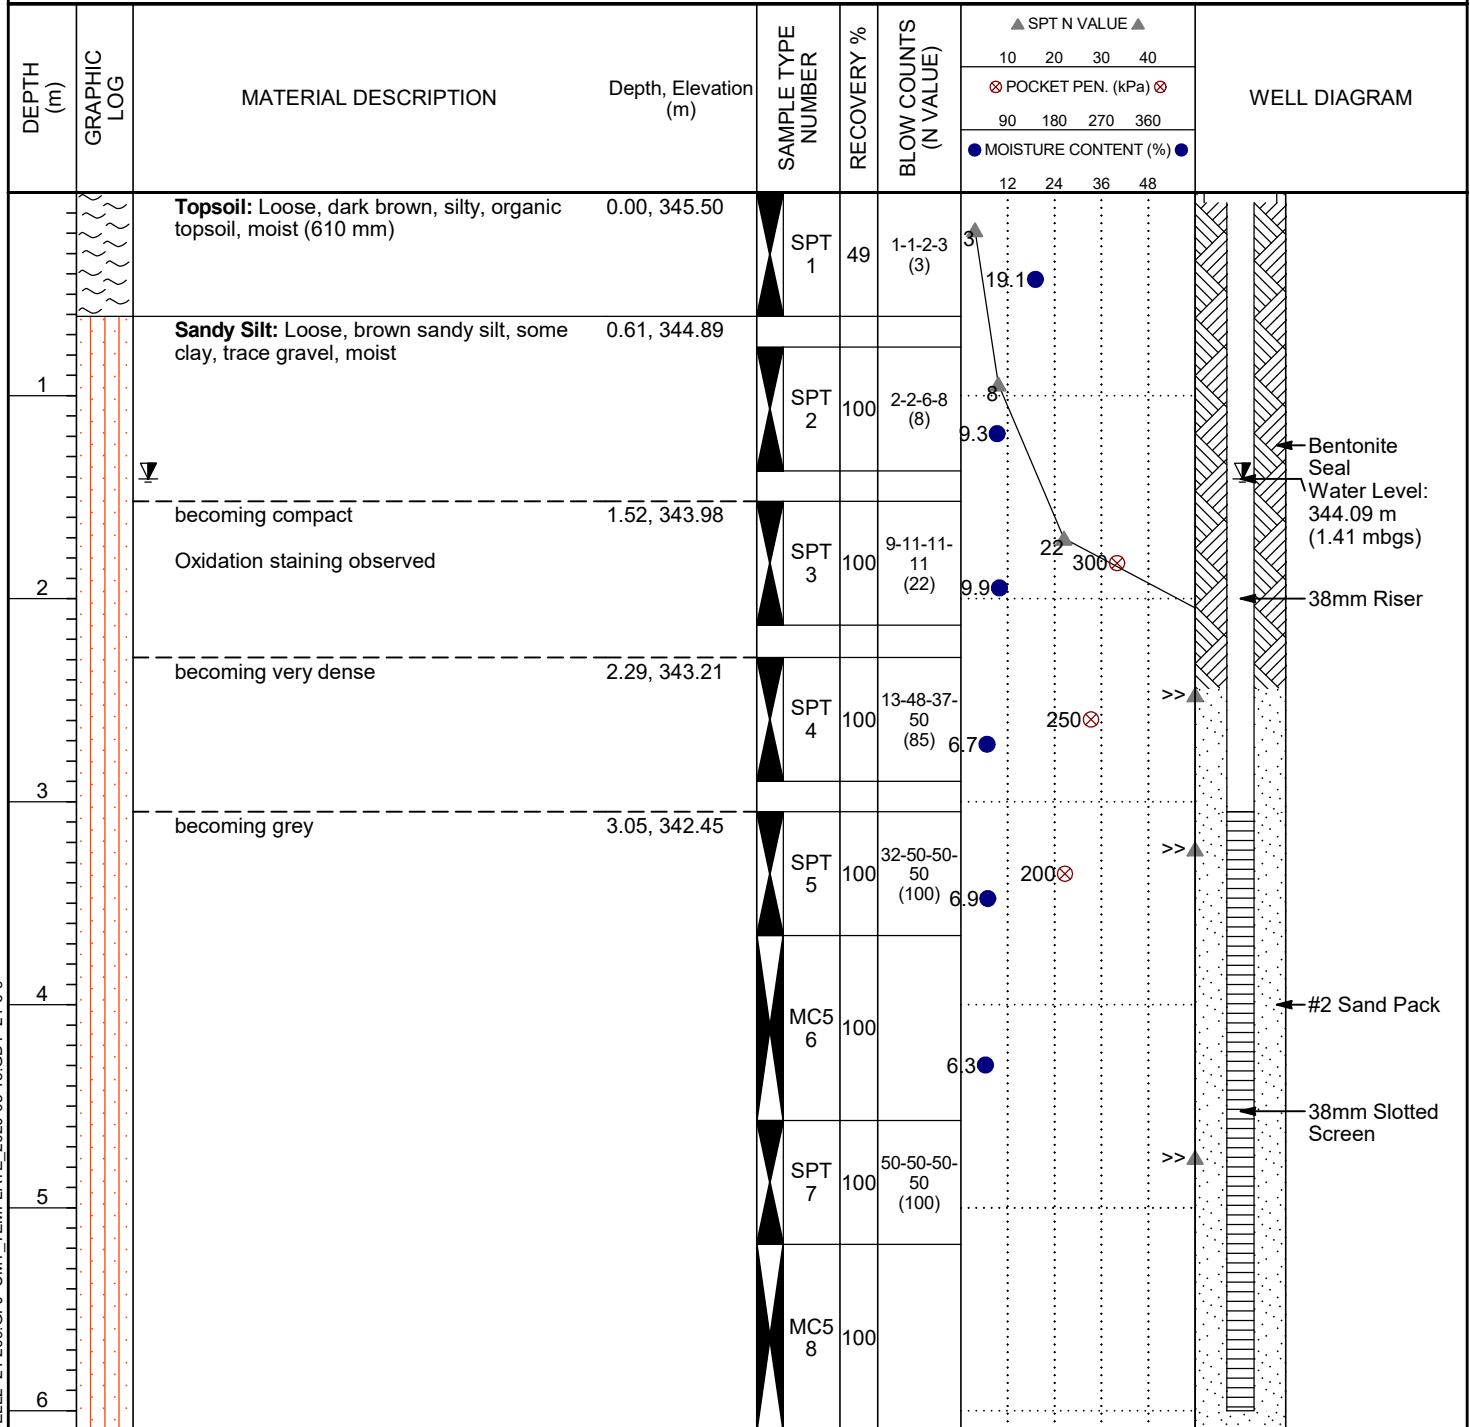 DEPTH
(m)
GRAPHIC
LOG
MATERIAL DESCRIPTION
Depth, Elevation
(m)
SAMPLE TYPE
NUMBER
RECOVERY %
BLOW COUNTS
(N VALUE)
SPT N VALUE
10 20 30 40
POCKET PEN. (kPa)
90 180 270 360
MOISTURE CONTENT (%)
12 24 36 48
WELL DIAGRAM
Topsoil: Loose, dark brown, silty, organic
topsoil, moist (610 mm)
0.00, 345.50
SPT
1
49
1-1-2-3
(3)
3
19.1
Sandy Silt: Loose, brown sandy silt, some
clay, trace gravel, moist
0.61, 344.89
1
SPT
2
100
2-2-6-8
(8)
8
9.3
Bentonite
Seal
Water Level:
344.09 m
(1.41 mbgs)
becoming compact
1.52, 343.98
Oxidation staining observed
SPT
3
100
9-11-11-
11
(22)
22
300
9.9
2
38mm Riser
becoming very dense
2.29, 343.21
SPT
4
100
13-48-37-
50
(85)
>>
250
6.7
3
becoming grey
3.05, 342.45
SPT
5
100
32-50-50-
50
(100)
>>
200
6.9
4
MC5
6
100
6.3
#2 Sand Pack
38mm Slotted
Screen
SPT
7
100
50-50-50-
50
(100)
>>
5
MC5
8
100
6